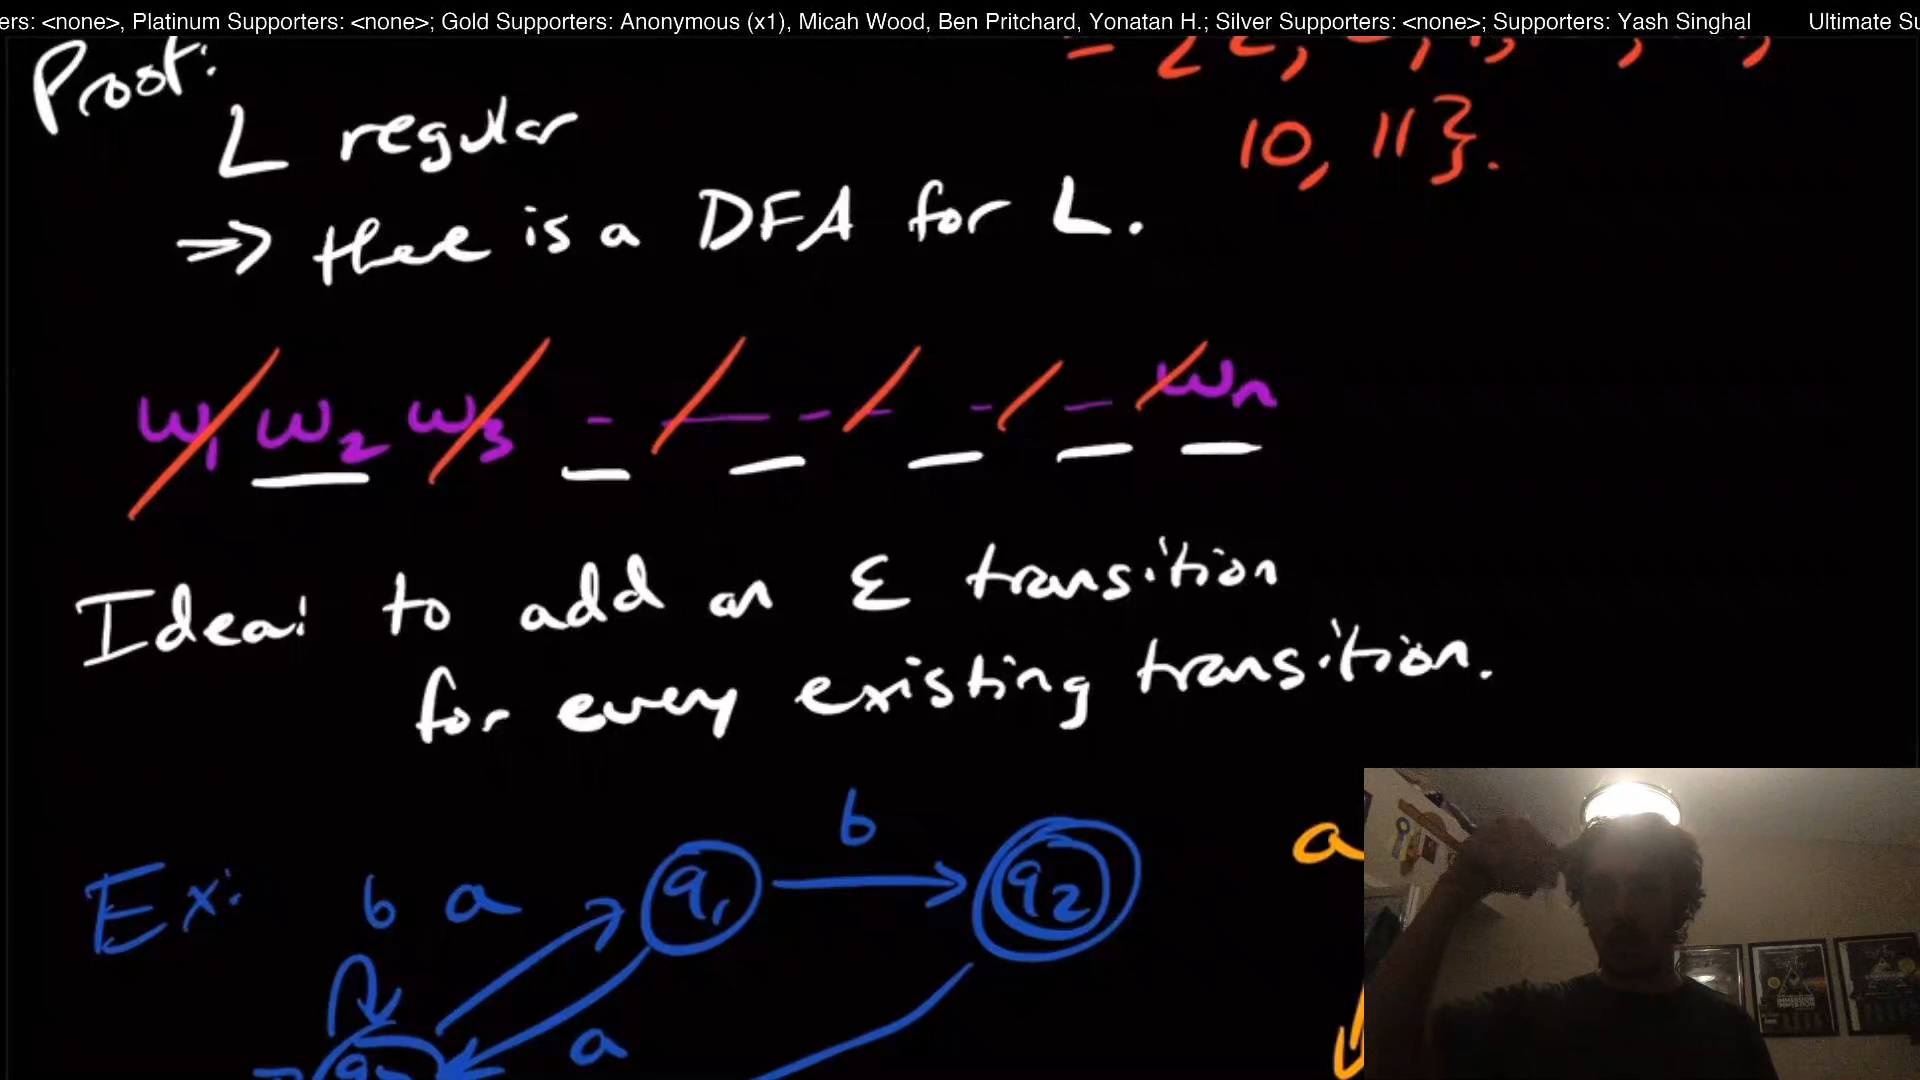 ers: <none>, Platinum Supporters: <none>; Gold Supporters: Anonymous (x1), Micah Wood, Ben Pritchard, Yonatan H.; Silver Supporters: <none>; Supporters: Yash Singhal Ultimate Su
Proof:
10, 11}.
L regular
⇒ there is a DFA for L.
w1 w2 w3 - — - - - - wn
Idea: to add an ε transition
for every existing transition.
b
a
Ex: b a q1 q2
a